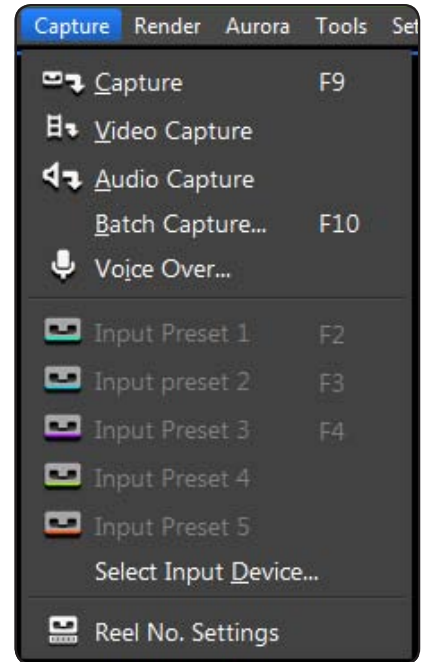 Capture Render Aurora Tools Set
Capture F9
Video Capture
Audio Capture
Batch Capture... F10
Voice Over...
Input Preset 1 F2
Input preset 2 F3
Input Preset 3 F4
Input Preset 4
Input Preset 5
Select Input Device...
Reel No. Settings